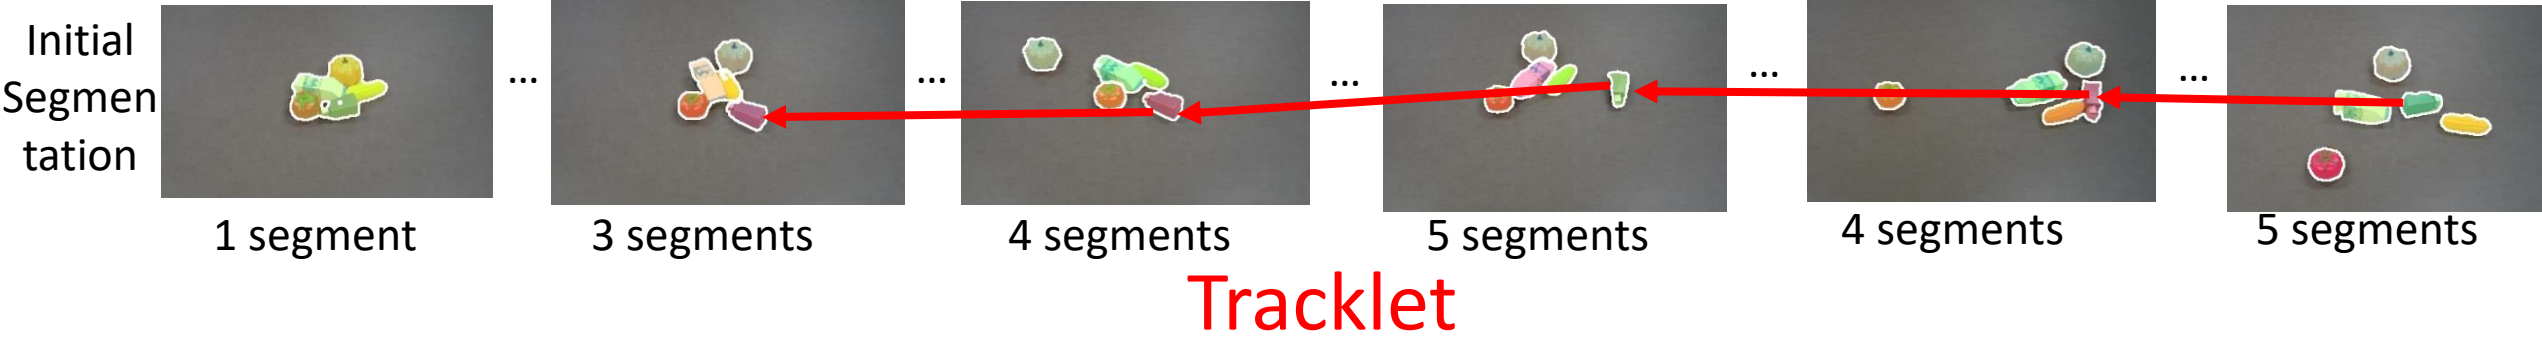 Initial
Segmen
tation
... ... ... ... ...
1 segment
3 segments
4 segments
5 segments
4 segments
5 segments
Tracklet